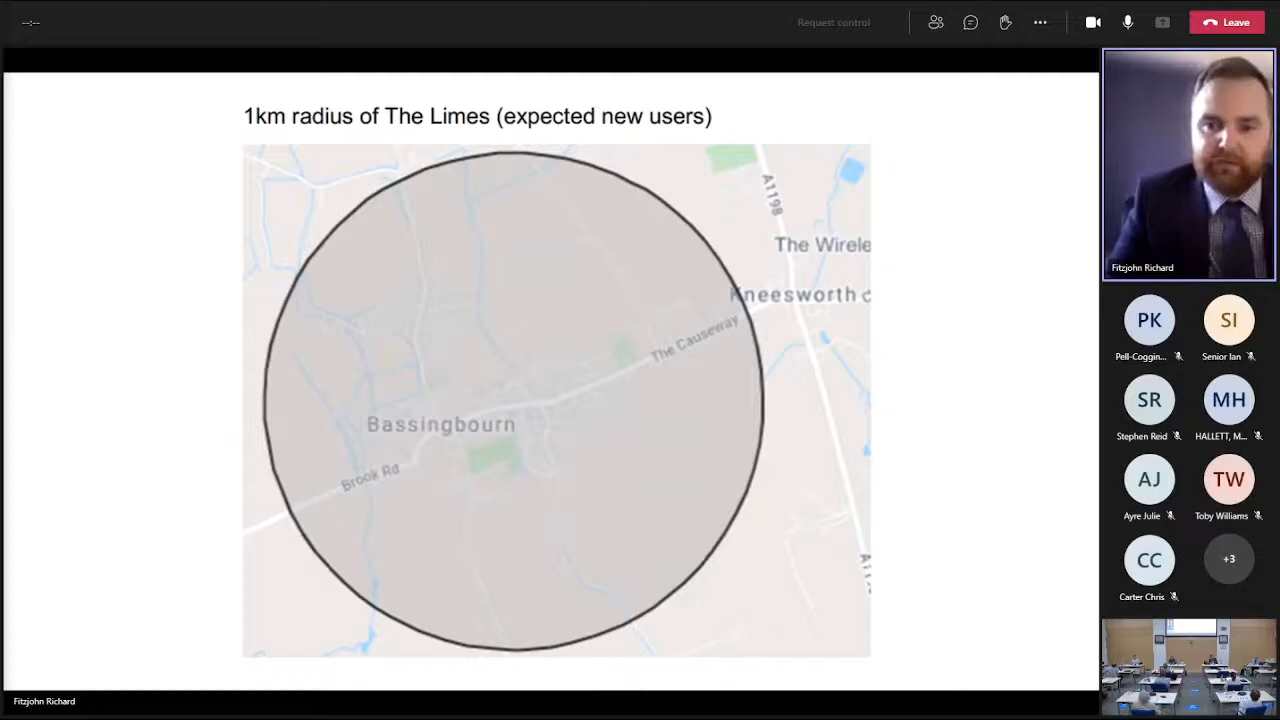 --:--
Request control
Leave
1km radius of The Limes (expected new users)
A1198
The Wirele
Kneesworth
The Causeway
Bassingbourn
Brook Rd
Fitzjohn Richard
PK
SI
Pell-Coggin...
Senior Ian
SR
MH
Stephen Reid
HALLETT, M...
AJ
TW
Ayre Julie
Toby Williams
CC
+3
Carter Chris
Fitzjohn Richard